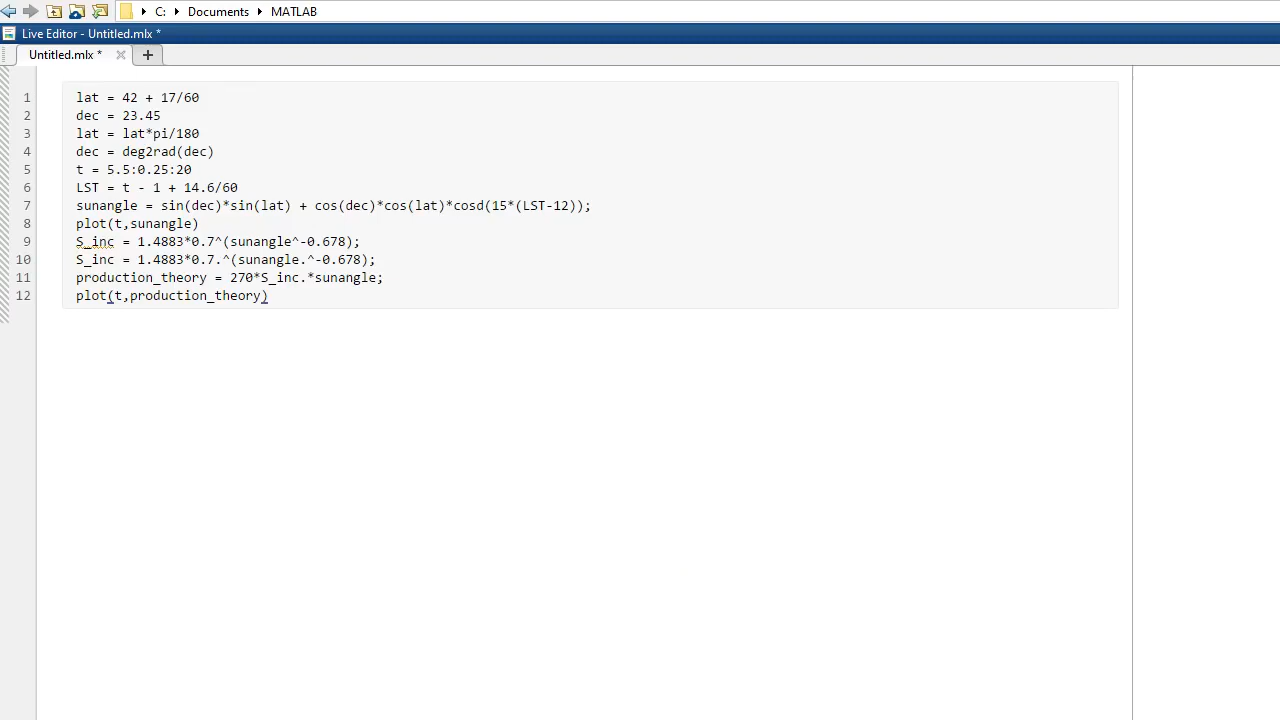 C: Documents MATLAB
Live Editor - Untitled.mlx *
Untitled.mlx *
1 lat = 42 + 17/60
2 dec = 23.45
3 lat = lat*pi/180
4 dec = deg2rad(dec)
5 t = 5.5:0.25:20
6 LST = t - 1 + 14.6/60
7 sunangle = sin(dec)*sin(lat) + cos(dec)*cos(lat)*cosd(15*(LST-12));
8 plot(t,sunangle)
9 S_inc = 1.4883*0.7^(sunangle^-0.678);
10 S_inc = 1.4883*0.7.^(sunangle.^-0.678);
11 production_theory = 270*S_inc.*sunangle;
12 plot(t,production_theory)